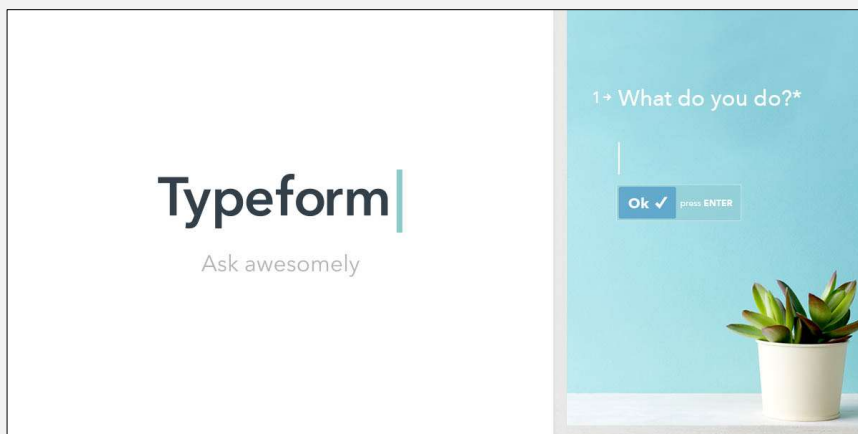 Typeform
Ask awesomely
1→ What do you do?*
Ok ✓ press ENTER